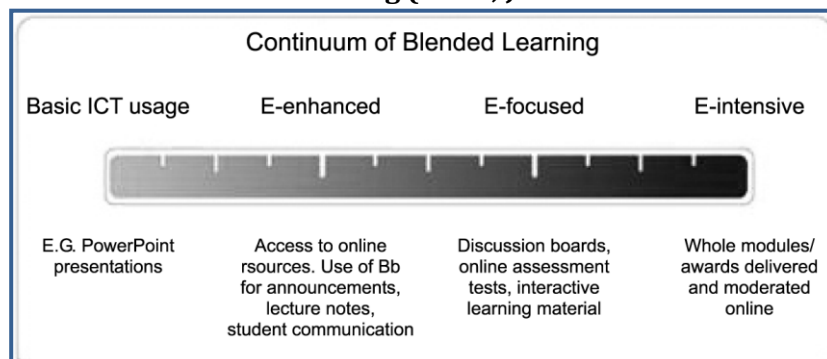 Continuum of Blended Learning
Basic ICT usage E-enhanced E-focused E-intensive
E.G. PowerPoint
presentations
Access to online
rsources. Use of Bb
for announcements,
lecture notes,
student communication
Discussion boards,
online assessment
tests, interactive
learning material
Whole modules/
awards delivered
and moderated
online